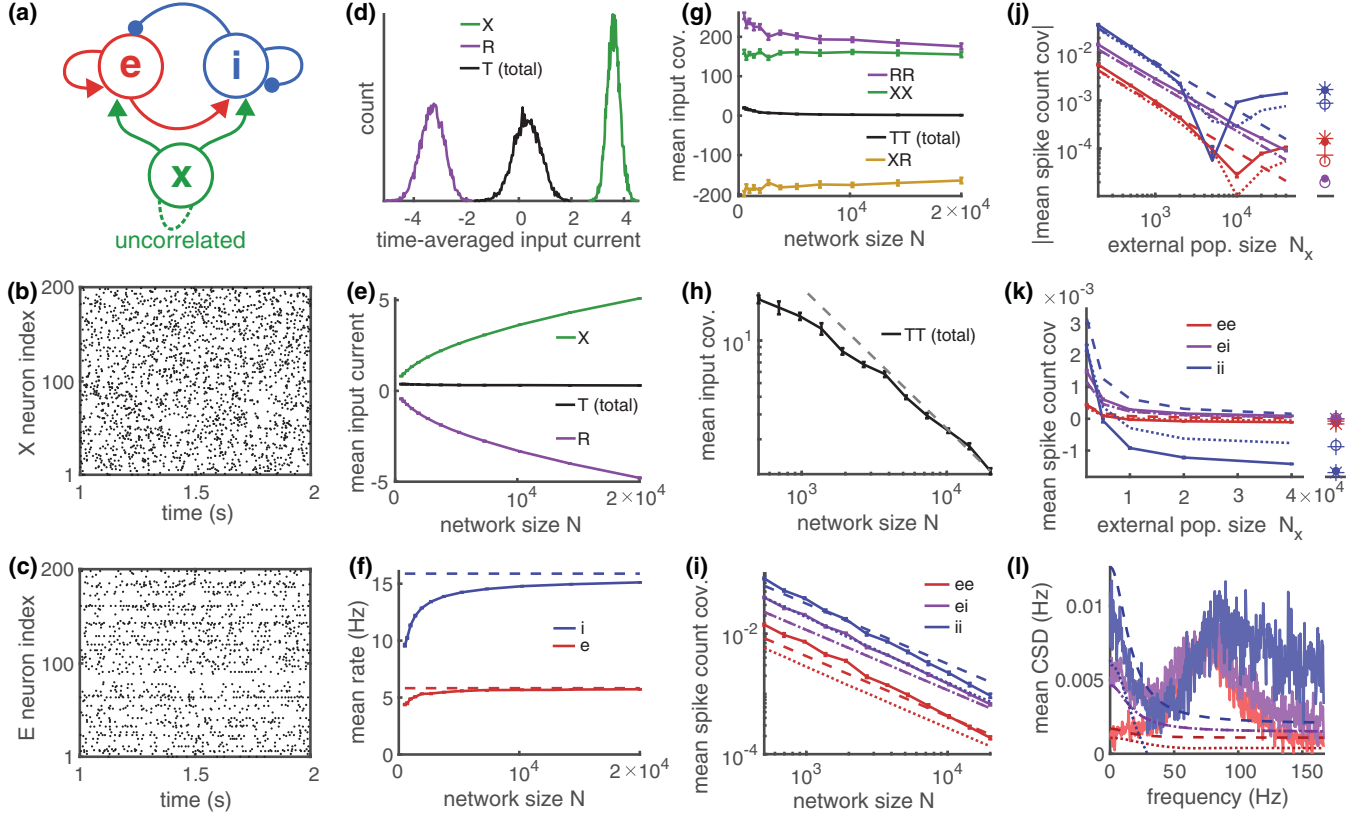 (a)
e
i
X
uncorrelated
(b)
X neuron index
200
100
1
1
1.5
2
time (s)
(c)
E neuron index
200
100
1
1
1.5
2
time (s)
(d)
count
X
R
T (total)
-4
-2
0
2
4
time-averaged input current
(e)
mean input current
5
0
-5
X
T (total)
R
0
10^4
2×10^4
network size N
(f)
mean rate (Hz)
15
10
5
0
i
e
0
10^4
2×10^4
network size N
(g)
mean input cov.
200
100
0
-100
-200
RR
XX
TT (total)
XR
0
10^4
2×10^4
network size N
(h)
mean input cov.
10^1
TT (total)
10^3
10^4
network size N
(i)
mean spike count cov.
10^-2
10^-4
ee
ei
ii
10^3
10^4
network size N
(j)
|mean spike count cov|
10^-2
10^-3
10^-4
10^3
10^4
external pop. size N_x
(k)
×10^-3
mean spike count cov
3
2
1
0
-1
ee
ei
ii
1
2
3
4×10^4
external pop. size N_x
(l)
mean CSD (Hz)
0.01
0.005
0
0
50
100
150
frequency (Hz)